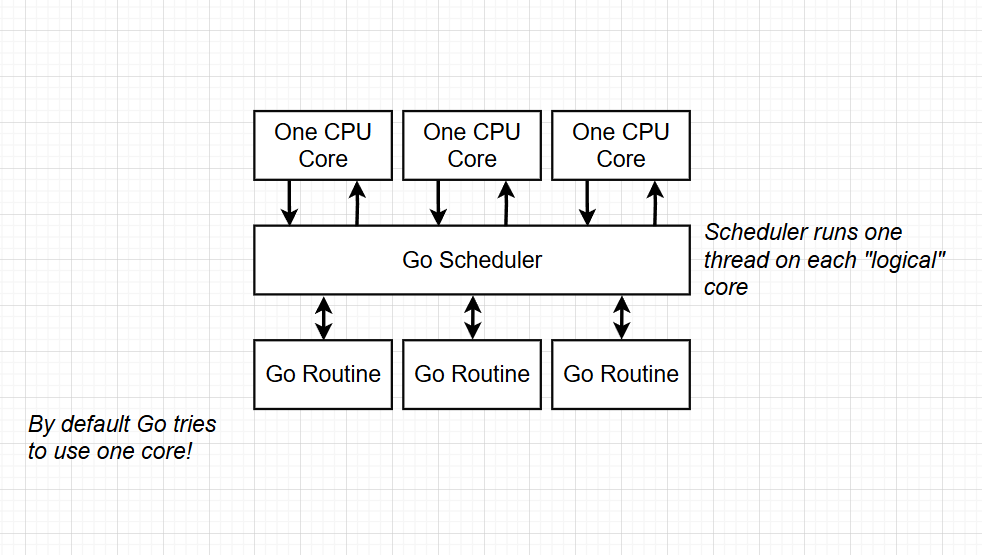 One CPU
Core
One CPU
Core
One CPU
Core
Go Scheduler
Scheduler runs one
thread on each "logical"
core
Go Routine
Go Routine
Go Routine
By default Go tries
to use one core!